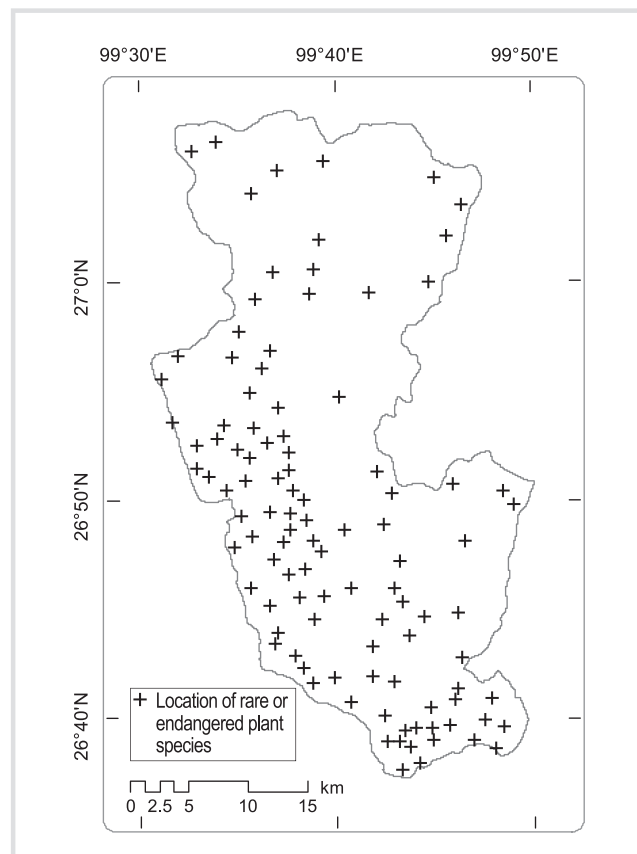 99°30'E 99°40'E 99°50'E
27°0'N
26°50'N
26°40'N
+ Location of rare or
endangered plant
species
km
0 2.5 5 10 15